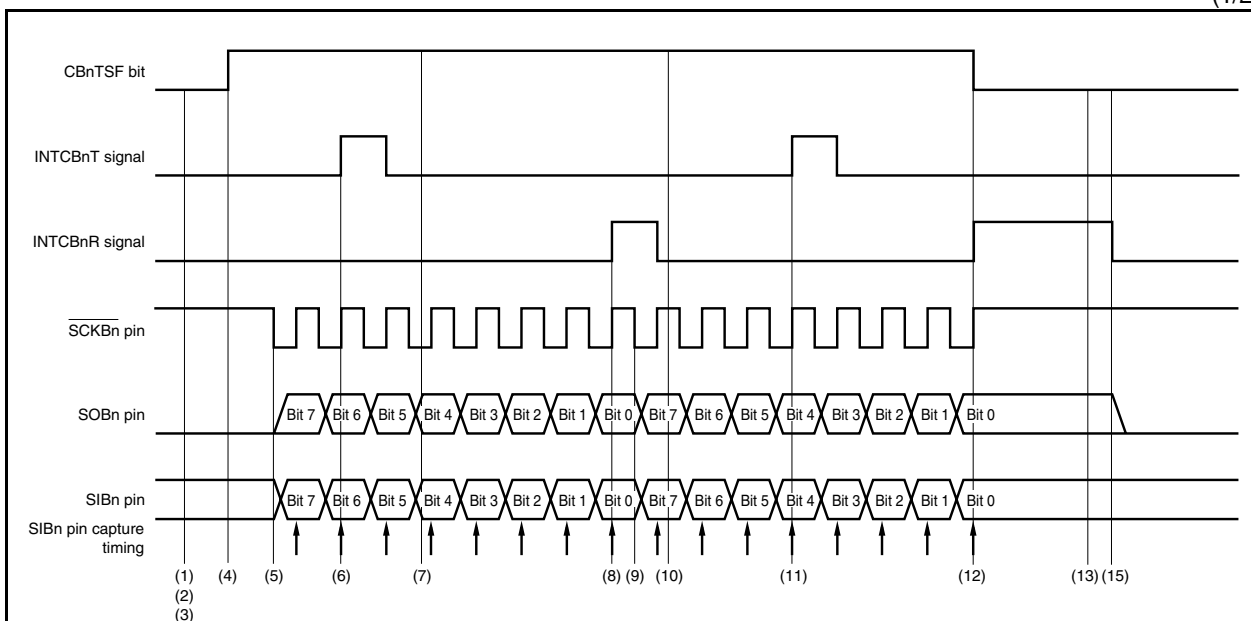 CBnTSF bit
INTCBnT signal
INTCBnR signal
SCKBn pin
SOBn pin
Bit 7 Bit 6 Bit 5 Bit 4 Bit 3 Bit 2 Bit 1 Bit 0 Bit 7 Bit 6 Bit 5 Bit 4 Bit 3 Bit 2 Bit 1 Bit 0
SIBn pin
Bit 7 Bit 6 Bit 5 Bit 4 Bit 3 Bit 2 Bit 1 Bit 0 Bit 7 Bit 6 Bit 5 Bit 4 Bit 3 Bit 2 Bit 1 Bit 0
SIBn pin capture
timing
(1) (4) (5) (6) (7) (8) (9) (10) (11) (12) (13) (15)
(2)
(3)